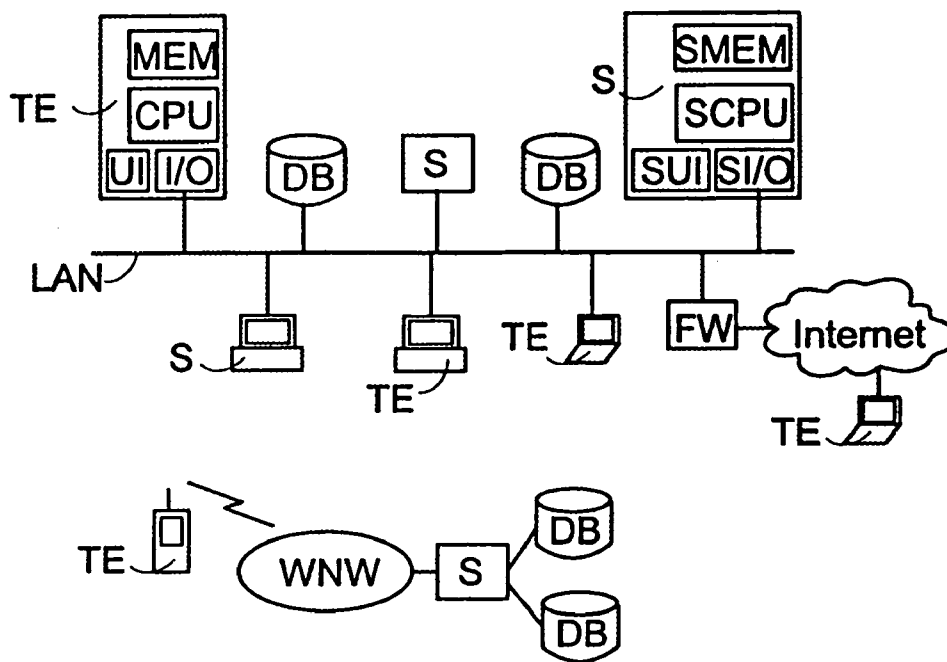 MEM
SMEM
TE
S
CPU
SCPU
UI I/O
DB
S
DB
SUI SI/O
LAN
S
TE
TE
FW
Internet
TE
TE
WNW
S
DB
DB